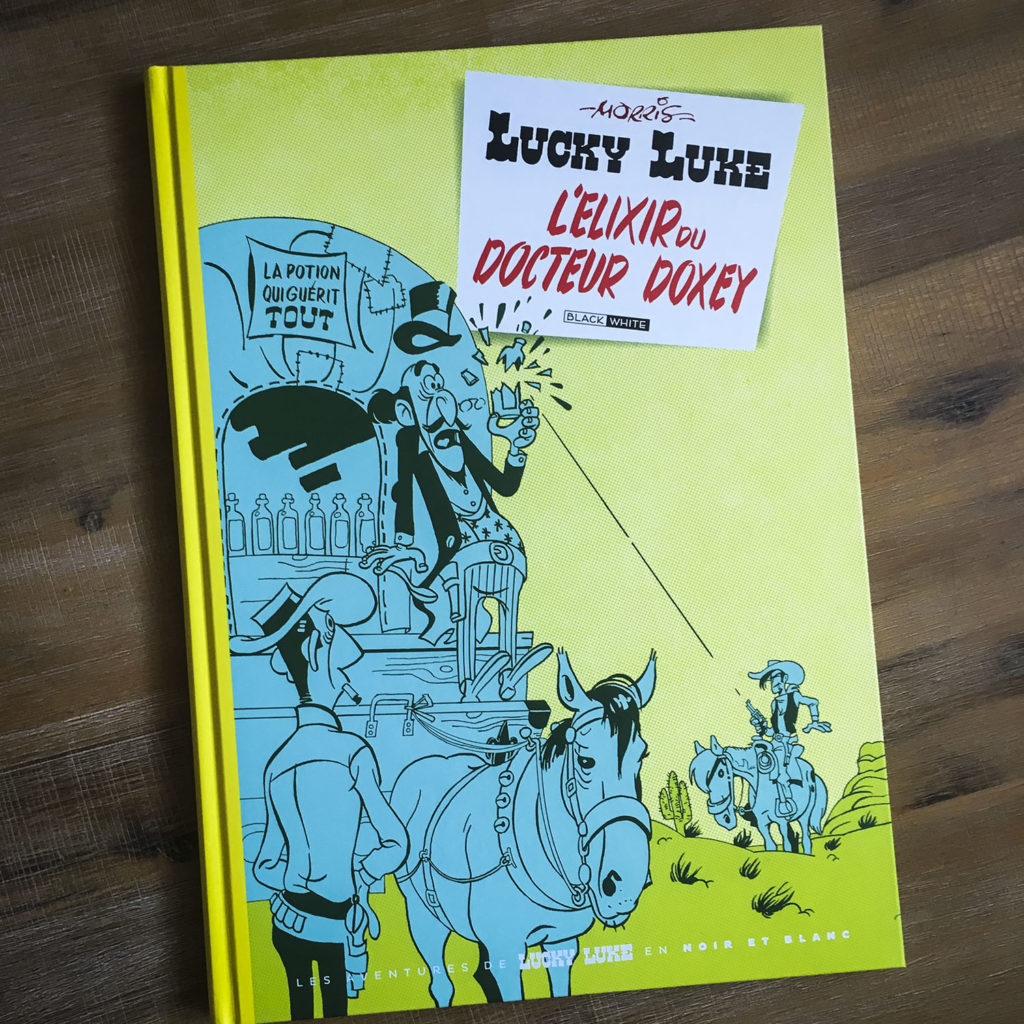 MORRIS
LUCKY LUKE
L'ELIXIR DU
DOCTEUR DOXEY
BLACK WHITE
LA POTION
QUI GUÉRIT
TOUT
LES AVENTURES DE LUCKY LUKE EN NOIR ET BLANC